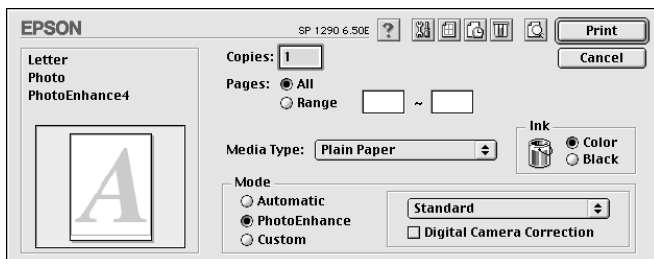 EPSON
SP 1290 6.50E
?
Print
Cancel
Letter
Photo
PhotoEnhance4
A
Copies: 1
Pages: All
Range ~
Media Type: Plain Paper
Ink
Color
Black
Mode
Automatic
PhotoEnhance
Custom
Standard
Digital Camera Correction